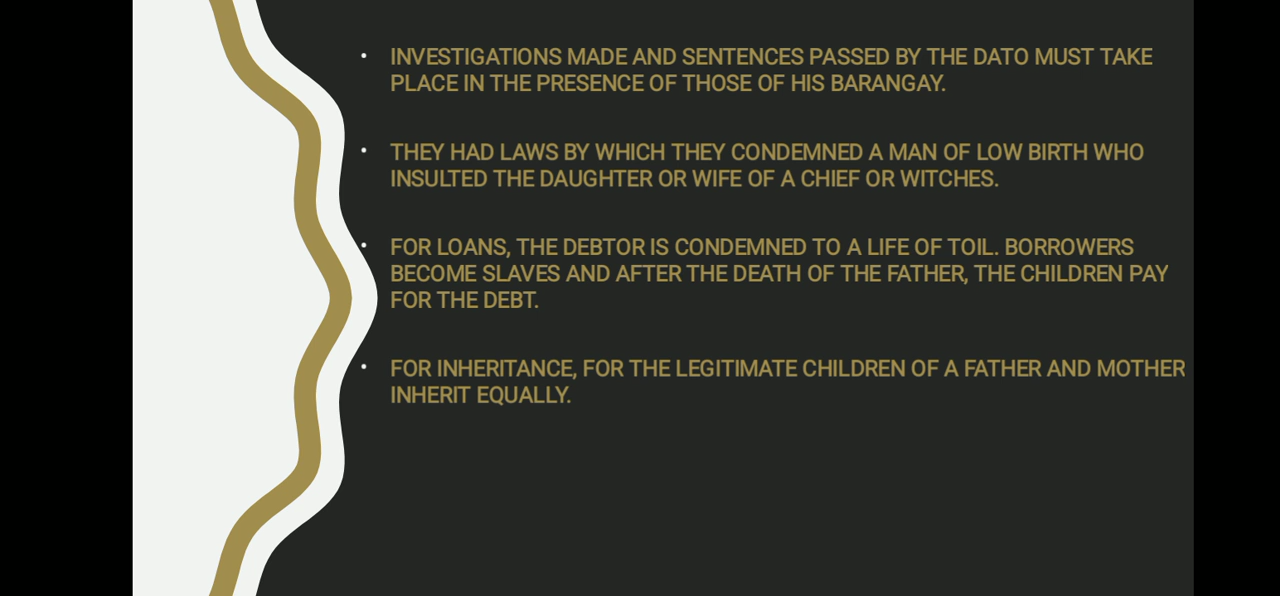 • INVESTIGATIONS MADE AND SENTENCES PASSED BY THE DATO MUST TAKE
PLACE IN THE PRESENCE OF THOSE OF HIS BARANGAY.
• THEY HAD LAWS BY WHICH THEY CONDEMNED A MAN OF LOW BIRTH WHO
INSULTED THE DAUGHTER OR WIFE OF A CHIEF OR WITCHES.
• FOR LOANS, THE DEBTOR IS CONDEMNED TO A LIFE OF TOIL. BORROWERS
BECOME SLAVES AND AFTER THE DEATH OF THE FATHER, THE CHILDREN PAY
FOR THE DEBT.
• FOR INHERITANCE, FOR THE LEGITIMATE CHILDREN OF A FATHER AND MOTHER
INHERIT EQUALLY.